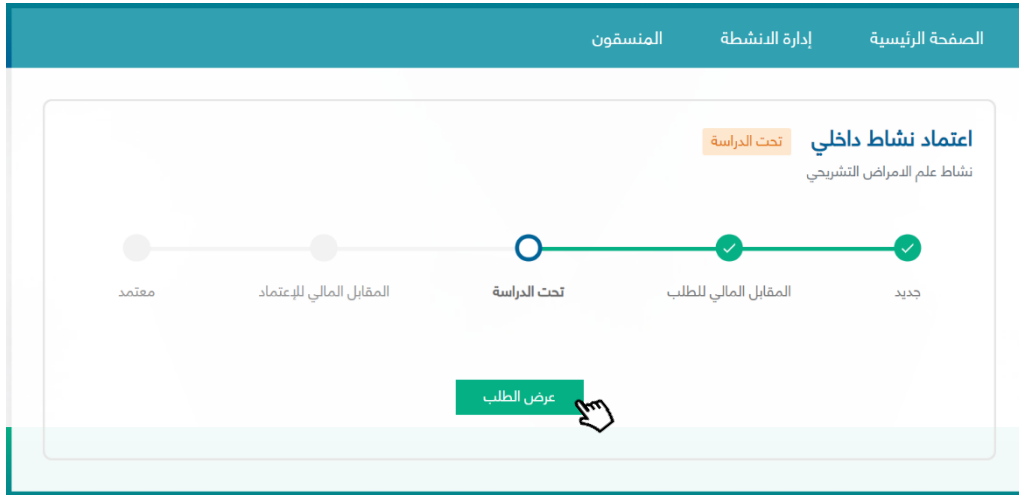 الصفحة الرئيسية إدارة الانشطة المنسقون
اعتماد نشاط داخلي تحت الدراسة
نشاط علم الامراض التشريحي
جديد المقابل المالي للطلب تحت الدراسة المقابل المالي للإعتماد معتمد
عرض الطلب